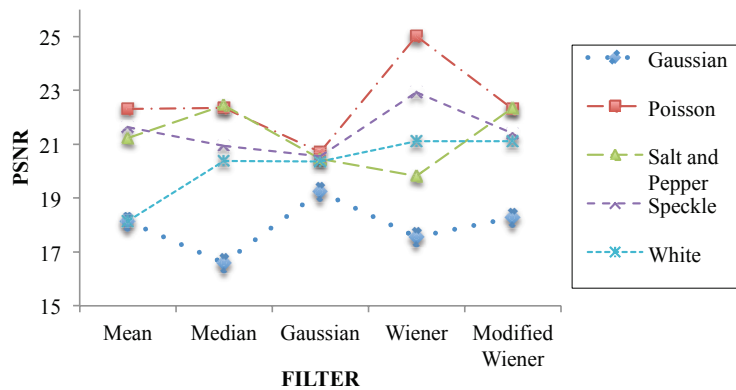 25
23
21
19
17
15
PSNR
Mean
Median
Gaussian
Wiener
Modified
Wiener
FILTER
Gaussian
Poisson
Salt and
Pepper
Speckle
White